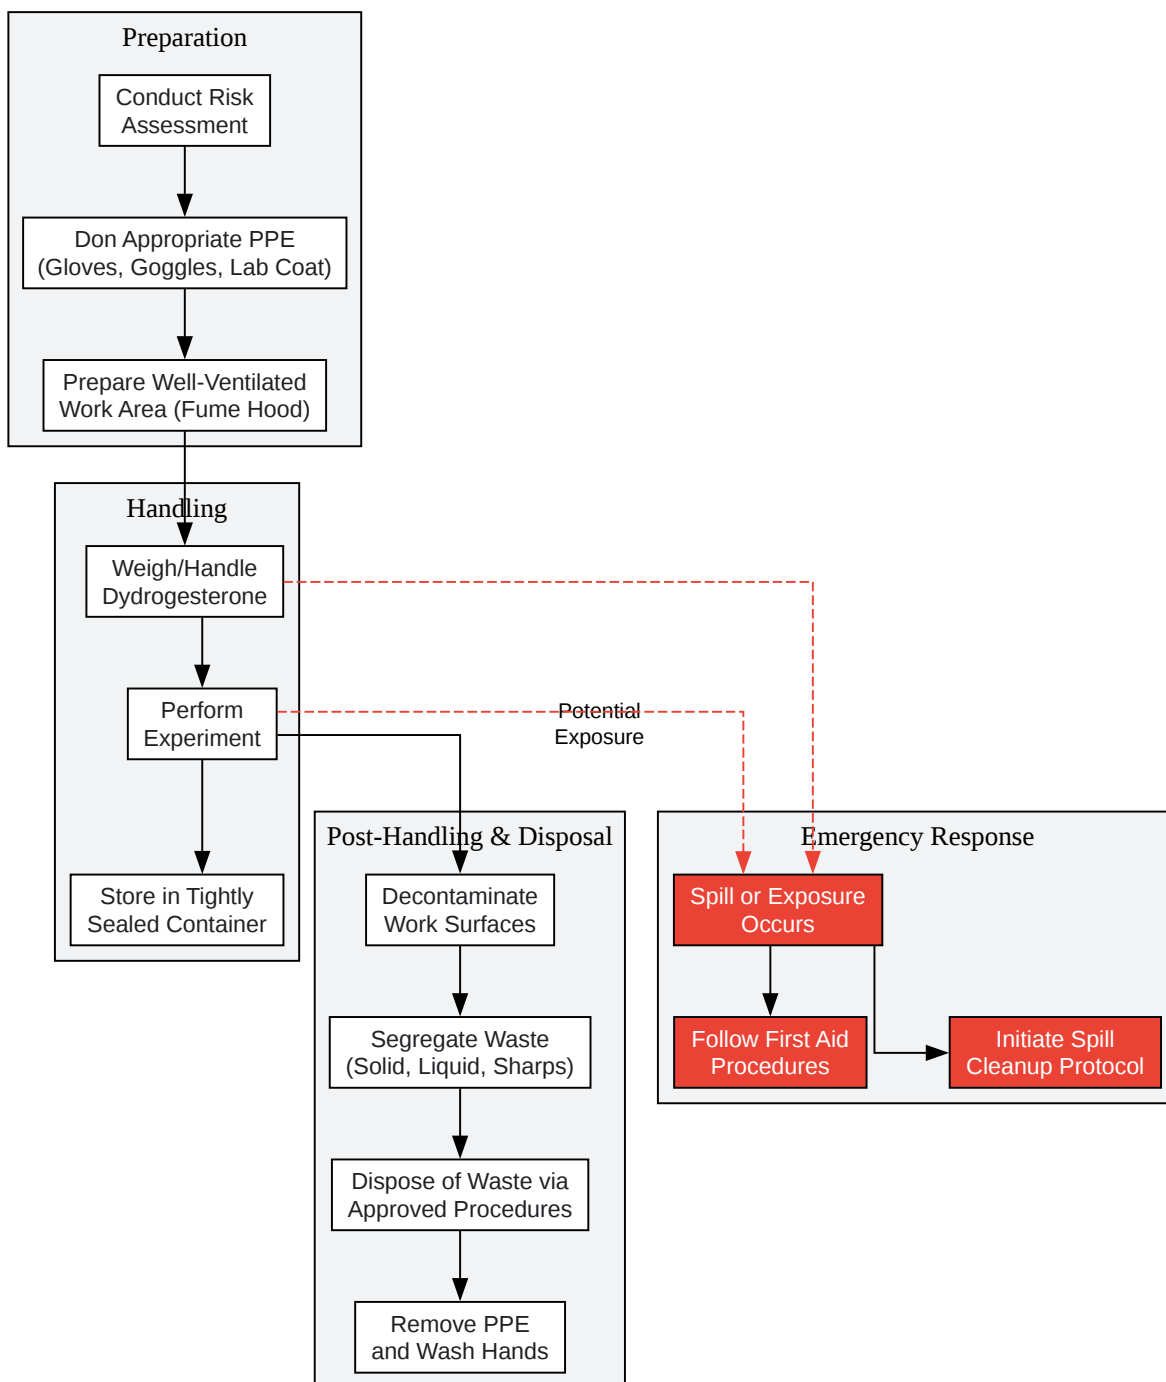 Preparation
Conduct Risk
Assessment
Don Appropriate PPE
(Gloves, Goggles, Lab Coat)
Prepare Well-Ventilated
Work Area (Fume Hood)
Handling
Weigh/Handle
Dydrogesterone
Perform
Experiment
Potential
Exposure
Store in Tightly
Sealed Container
Post-Handling & Disposal
Decontaminate
Work Surfaces
Segregate Waste
(Solid, Liquid, Sharps)
Dispose of Waste via
Approved Procedures
Remove PPE
and Wash Hands
Emergency Response
Spill or Exposure
Occurs
Follow First Aid
Procedures
Initiate Spill
Cleanup Protocol